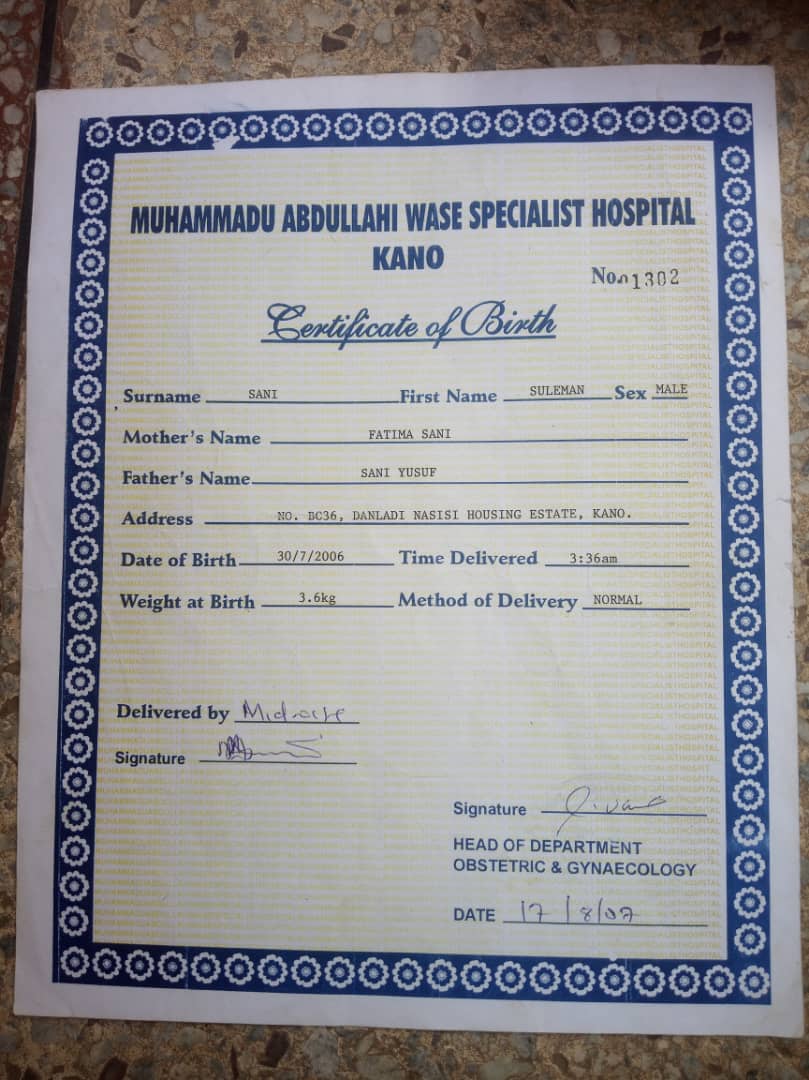 MUHAMMADU ABDULLAHI WASE SPECIALIST HOSPITAL
KANO
No. 01302
Certificate of Birth
Surname SANI First Name SULEMAN Sex MALE
Mother's Name FATIMA SANI
Father's Name SANI YUSUF
Address NO. BC36, DANLADI NASISI HOUSING ESTATE, KANO.
Date of Birth 30/7/2006 Time Delivered 3:36am
Weight at Birth 3.6kg Method of Delivery NORMAL
Delivered by
Signature
Signature
HEAD OF DEPARTMENT
OBSTETRIC & GYNAECOLOGY
DATE 17/8/07